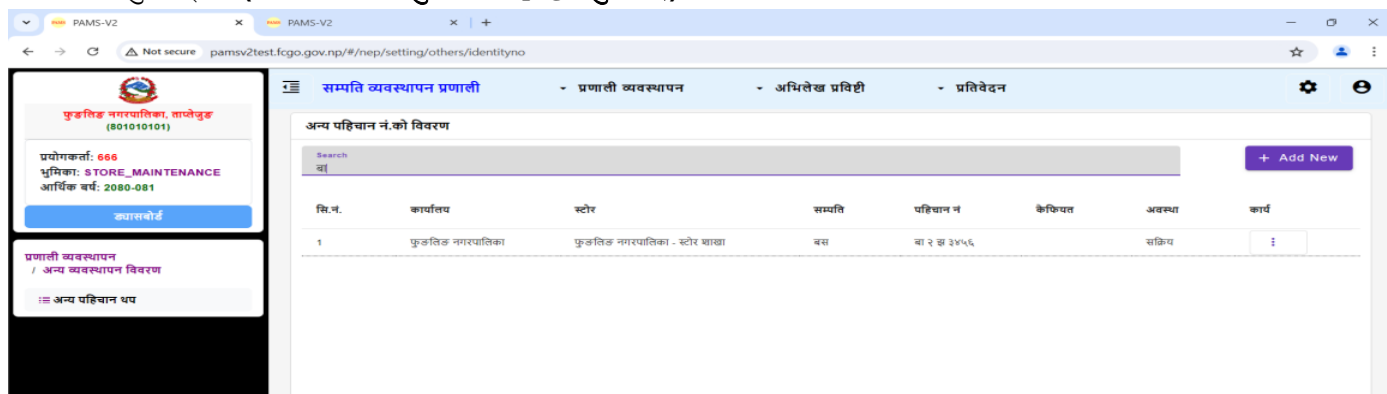 PAMS-V2
PAMS-V2
Not secure pamsv2test.fcgo.gov.np/#/nep/setting/others/identityno
फुङलिङ नगरपालिका, ताप्लेजुङ
(801010101)
प्रयोगकर्ता: 666
भुमिका: STORE_MAINTENANCE
आर्थिक बर्ष: 2080-081
ड्यासबोर्ड
प्रणाली व्यवस्थापन
/ अन्य व्यवस्थापन विवरण
अन्य पहिचान थप
सम्पति व्यवस्थापन प्रणाली
प्रणाली व्यवस्थापन
अभिलेख प्रविष्टी
प्रतिवेदन
अन्य पहिचान नं.को विवरण
Search
बा
+ Add New
सि.नं. कार्यालय स्टोर सम्पति पहिचान नं कैफियत अवस्था कार्य
1 फुङलिङ नगरपालिका फुङलिङ नगरपालिका - स्टोर शाखा बस बा २ झ ३४५६ सक्रिय